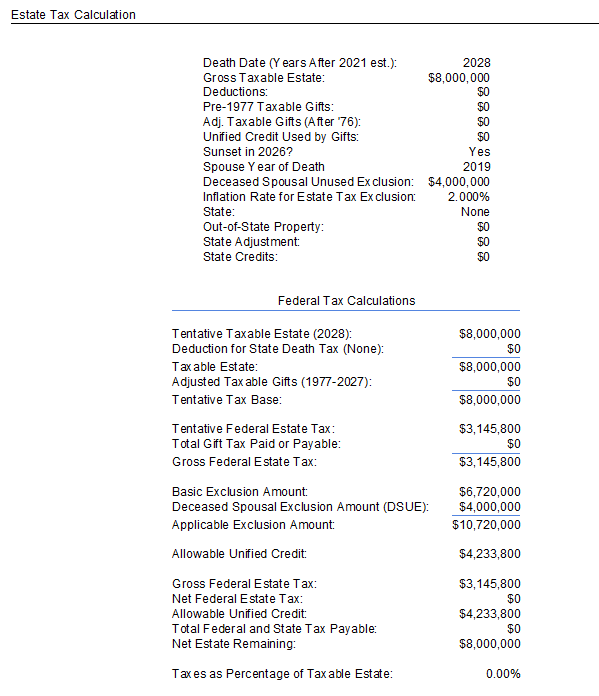 Estate Tax Calculation
Death Date (Years After 2021 est.): 2028
Gross Taxable Estate: $8,000,000
Deductions: $0
Pre-1977 Taxable Gifts: $0
Adj. Taxable Gifts (After '76): $0
Unified Credit Used by Gifts: $0
Sunset in 2026? Yes
Spouse Year of Death 2019
Deceased Spousal Unused Exclusion: $4,000,000
Inflation Rate for Estate Tax Exclusion: 2.000%
State: None
Out-of-State Property: $0
State Adjustment: $0
State Credits: $0
Federal Tax Calculations
Tentative Taxable Estate (2028): $8,000,000
Deduction for State Death Tax (None): $0
Taxable Estate: $8,000,000
Adjusted Taxable Gifts (1977-2027): $0
Tentative Tax Base: $8,000,000
Tentative Federal Estate Tax: $3,145,800
Total Gift Tax Paid or Payable: $0
Gross Federal Estate Tax: $3,145,800
Basic Exclusion Amount: $6,720,000
Deceased Spousal Exclusion Amount (DSUE): $4,000,000
Applicable Exclusion Amount: $10,720,000
Allowable Unified Credit: $4,233,800
Gross Federal Estate Tax: $3,145,800
Net Federal Estate Tax: $0
Allowable Unified Credit: $4,233,800
Total Federal and State Tax Payable: $0
Net Estate Remaining: $8,000,000
Taxes as Percentage of Taxable Estate: 0.00%